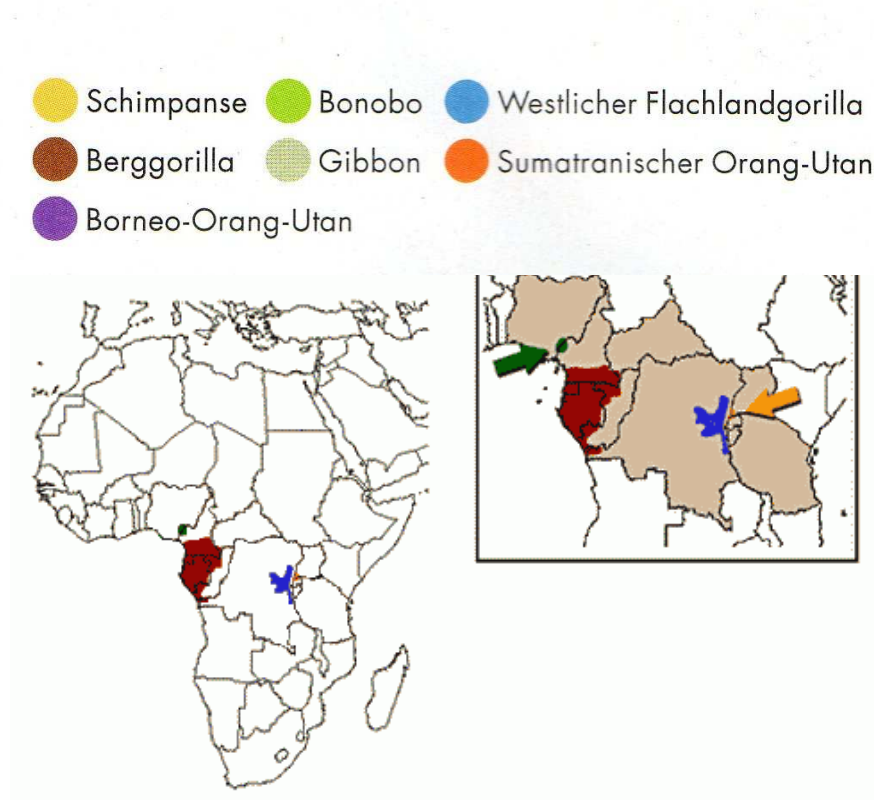 Schimpanse Bonobo Westlicher Flachlandgorilla
Berggorilla Gibbon Sumatranischer Orang-Utan
Borneo-Orang-Utan